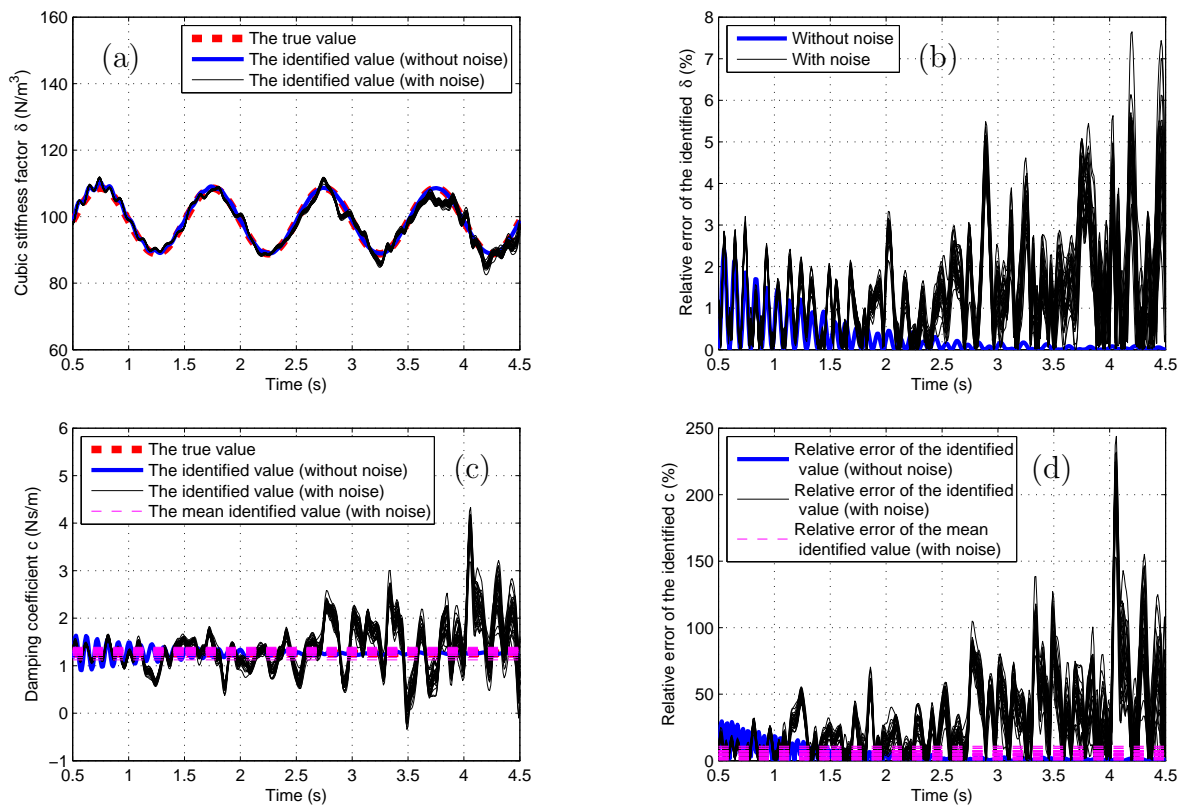 160
140
120
100
80
60
0.5 1 1.5 2 2.5 3 3.5 4 4.5
Time (s)
Cubic stiffness factor δ (N/m³)
(a)
The true value
The identified value (without noise)
The identified value (with noise)
8
7
6
5
4
3
2
1
0
0.5 1 1.5 2 2.5 3 3.5 4 4.5
Time (s)
Relative error of the identified δ (%)
Without noise
With noise
(b)
6
5
4
3
2
1
0
−1
0.5 1 1.5 2 2.5 3 3.5 4 4.5
Time (s)
Damping coefficient c (Ns/m)
The true value
The identified value (without noise)
The identified value (with noise)
The mean identified value (with noise)
(c)
250
200
150
100
50
0
0.5 1 1.5 2 2.5 3 3.5 4 4.5
Time (s)
Relative error of the identified c (%)
Relative error of the identified
value (without noise)
Relative error of the identified
value (with noise)
Relative error of the mean
identified value (with noise)
(d)